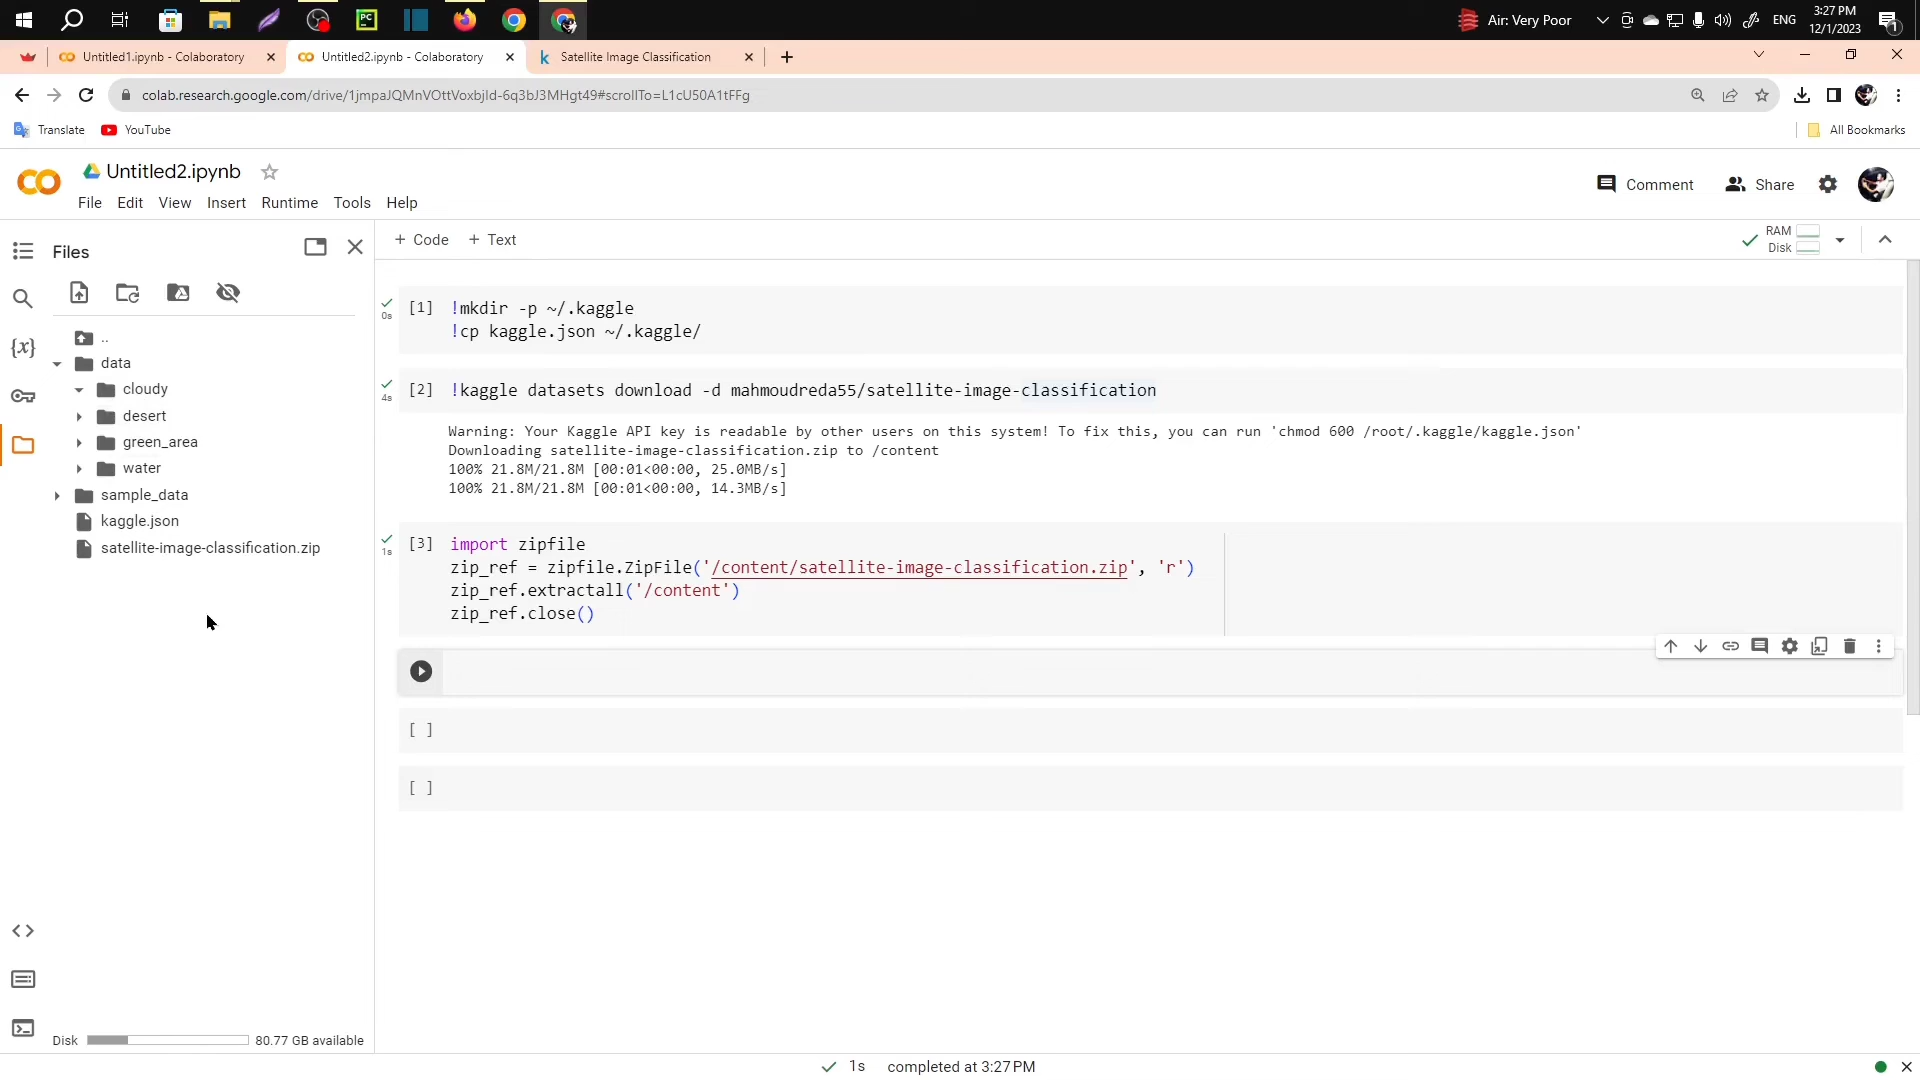 Air: Very Poor
ENG
3:27 PM
12/1/2023
1
Untitled1.ipynb - Colaboratory
Untitled2.ipynb - Colaboratory
k
Satellite Image Classification
colab.research.google.com/drive/1jmpaJQMnVOttVoxbjId-6q3bJ3MHgt49#scrollTo=L1cU50A1tFFg
Translate
YouTube
All Bookmarks
Untitled2.ipynb
File Edit View Insert Runtime Tools Help
Comment
Share
Files
+ Code + Text
RAM
Disk
..
data
cloudy
desert
green_area
water
sample_data
kaggle.json
satellite-image-classification.zip
0s
[1] !mkdir -p ~/.kaggle
!cp kaggle.json ~/.kaggle/
4s
[2] !kaggle datasets download -d mahmoudreda55/satellite-image-classification
Warning: Your Kaggle API key is readable by other users on this system! To fix this, you can run 'chmod 600 /root/.kaggle/kaggle.json'
Downloading satellite-image-classification.zip to /content
100% 21.8M/21.8M [00:01<00:00, 25.0MB/s]
100% 21.8M/21.8M [00:01<00:00, 14.3MB/s]
1s
[3] import zipfile
zip_ref = zipfile.ZipFile('/content/satellite-image-classification.zip', 'r')
zip_ref.extractall('/content')
zip_ref.close()
[ ]
[ ]
{x}
Disk
80.77 GB available
1s completed at 3:27 PM